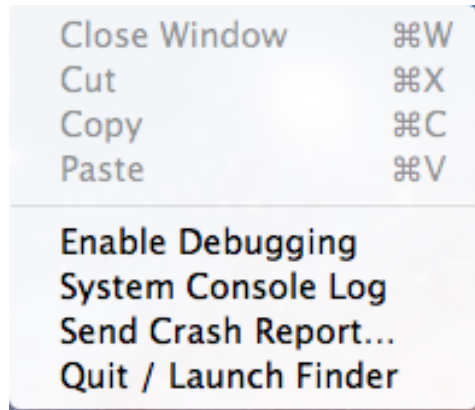 Close Window ⌘W
Cut ⌘X
Copy ⌘C
Paste ⌘V
Enable Debugging
System Console Log
Send Crash Report...
Quit / Launch Finder